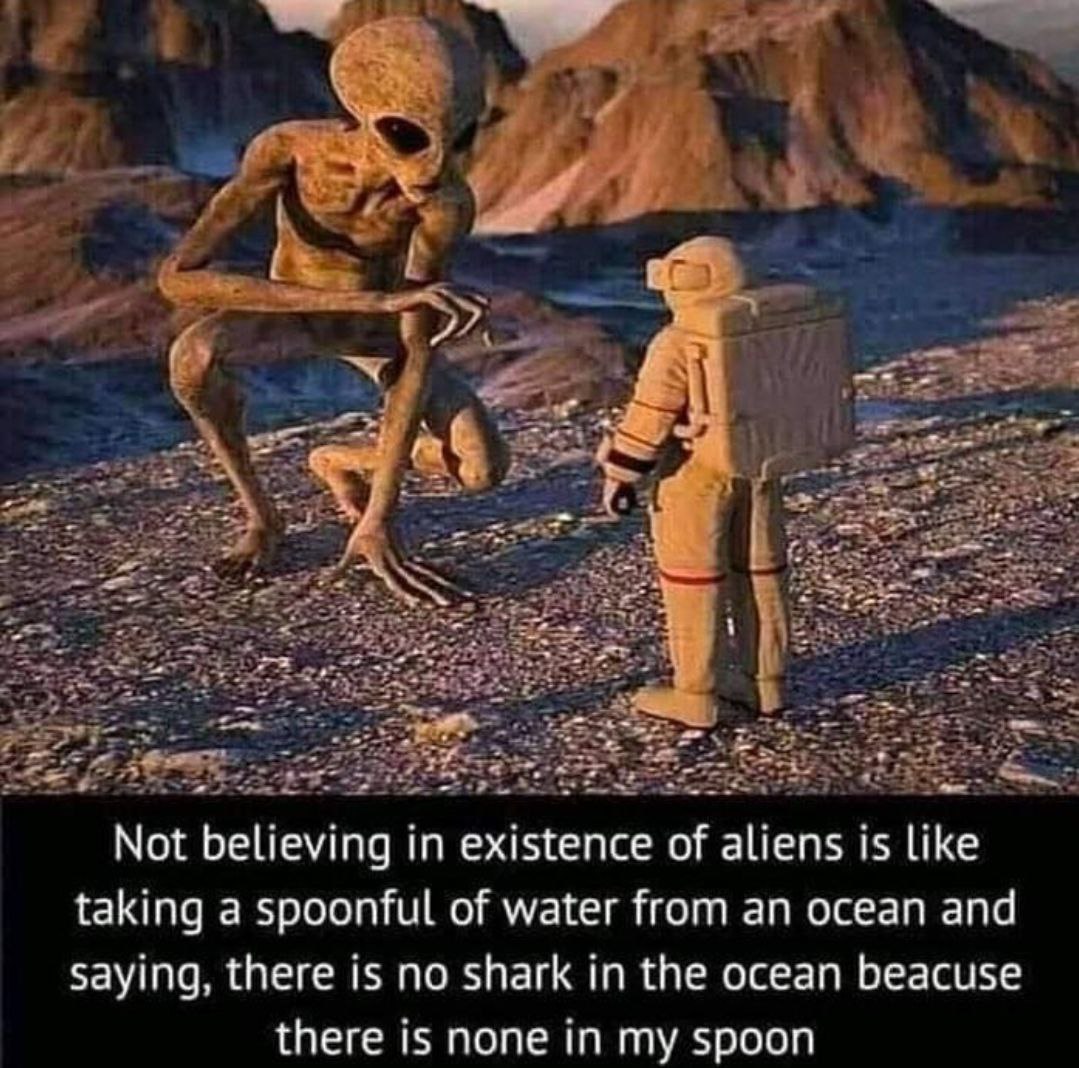 Not believing in existence of aliens is like
taking a spoonful of water from an ocean and
saying, there is no shark in the ocean beacuse
there is none in my spoon